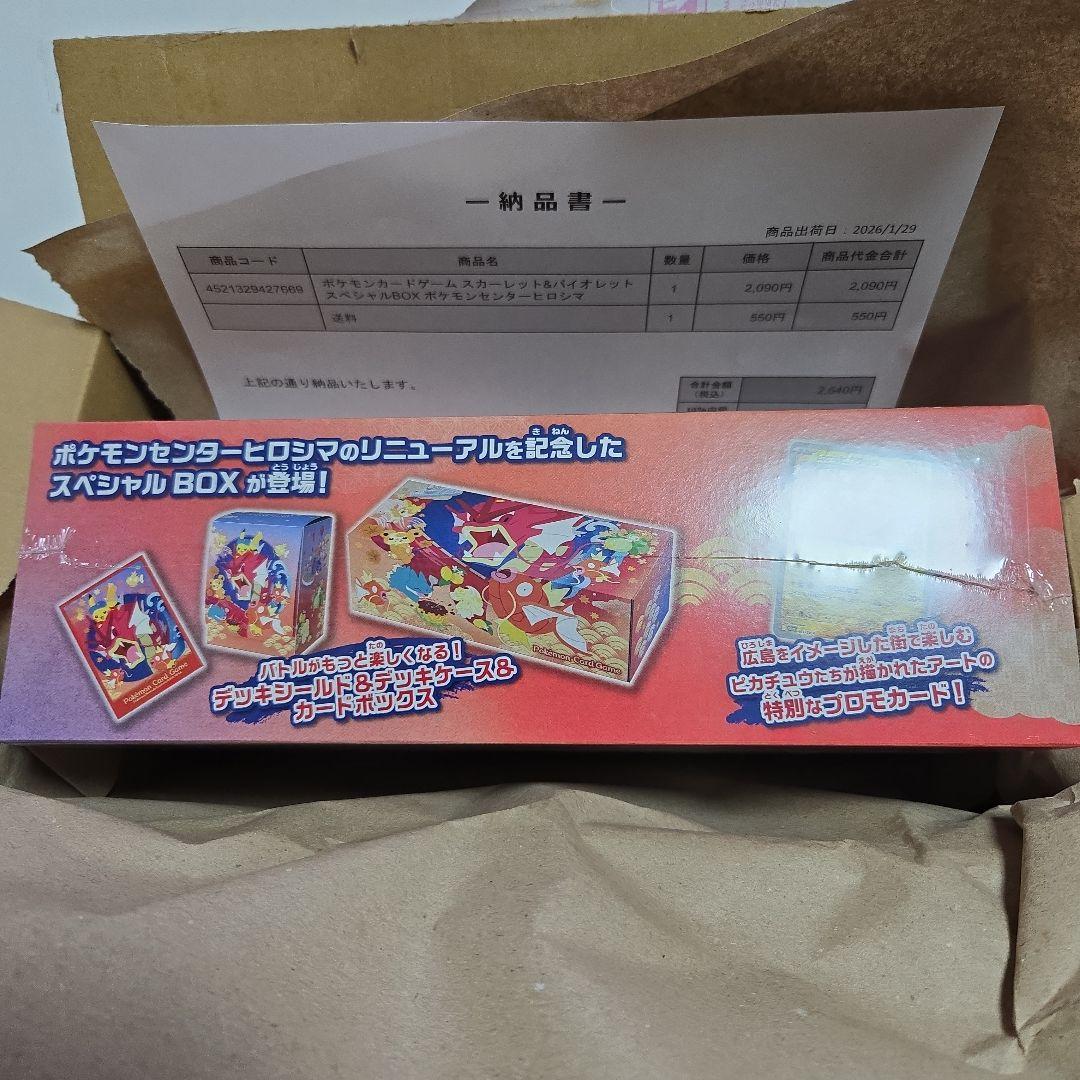 ―納品書―
商品出荷日：2026/1/29
商品コード 商品名 数量 価格 商品代金合計
4521329427669 ポケモンカードゲーム スカーレット&バイオレット スペシャルBOX ポケモンセンターヒロシマ 1 2,090円 2,090円
送料 1 550円 550円
上記の通り納品いたします。
合計金額
(税込)
2,640円
ポケモンセンターヒロシマのリニューアルを記念した
スペシャルBOXが登場!
Pokémon Card Game
Pokémon Card Game
バトルがもっと楽しくなる!
デッキシールド&デッキケース&
カードボックス
広島をイメージした街で楽しむ
ピカチュウたちが描かれたアートの
特別なプロモカード!